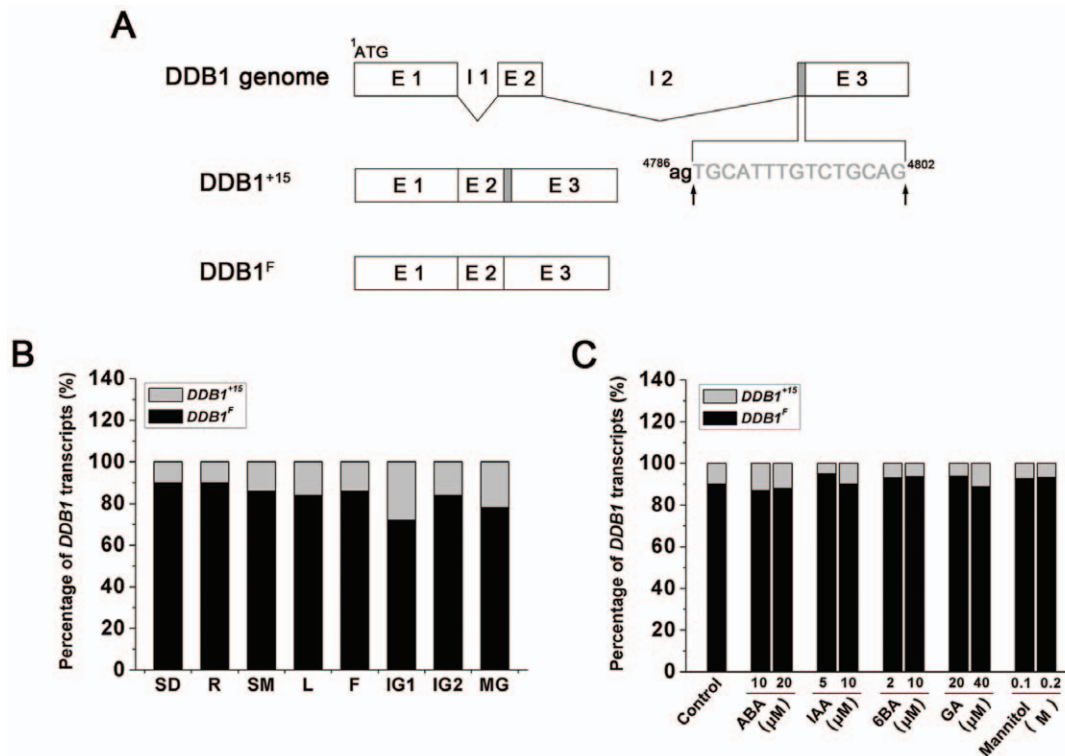 A
1ATG
DDB1 genome
E 1
I 1
E 2
I 2
E 3
4786agTGCATTTGTCTGCAG4802
DDB1+15
E 1
E 2
E 3
DDB1F
E 1
E 2
E 3
B
Percentage of DDB1 transcripts (%)
140
120
100
80
60
40
20
0
DDB1+15
DDB1F
SD R SM L F IG1 IG2 MG
C
Percentage of DDB1 transcripts (%)
140
120
100
80
60
40
20
0
DDB1+15
DDB1F
10 20 5 10 2 10 20 40 0.1 0.2
Control
ABA (μM)
IAA (μM)
6BA (μM)
GA (μM)
Mannitol (M)